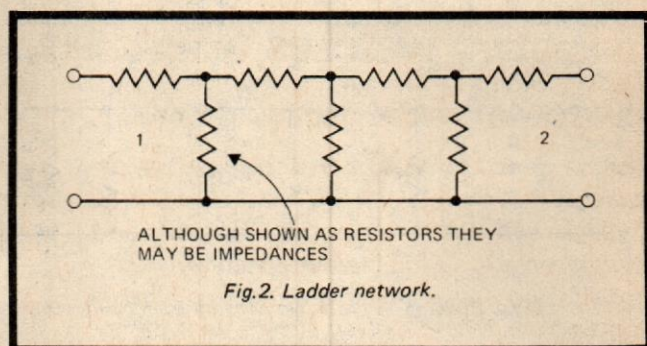 1
2
ALTHOUGH SHOWN AS RESISTORS THEY
MAY BE IMPEDANCES
Fig.2. Ladder network.